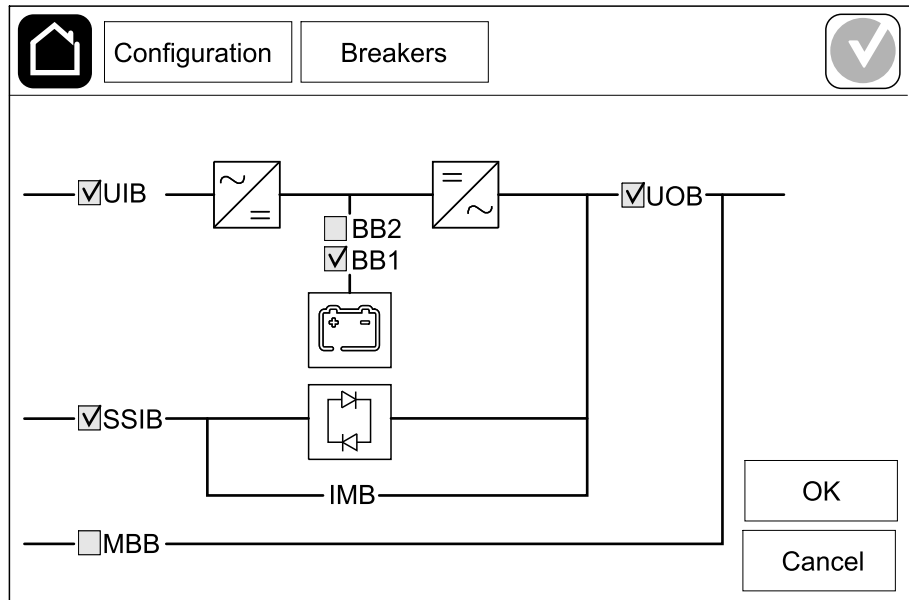 Configuration
Breakers
UIB
UOB
BB2
BB1
SSIB
IMB
OK
MBB
Cancel